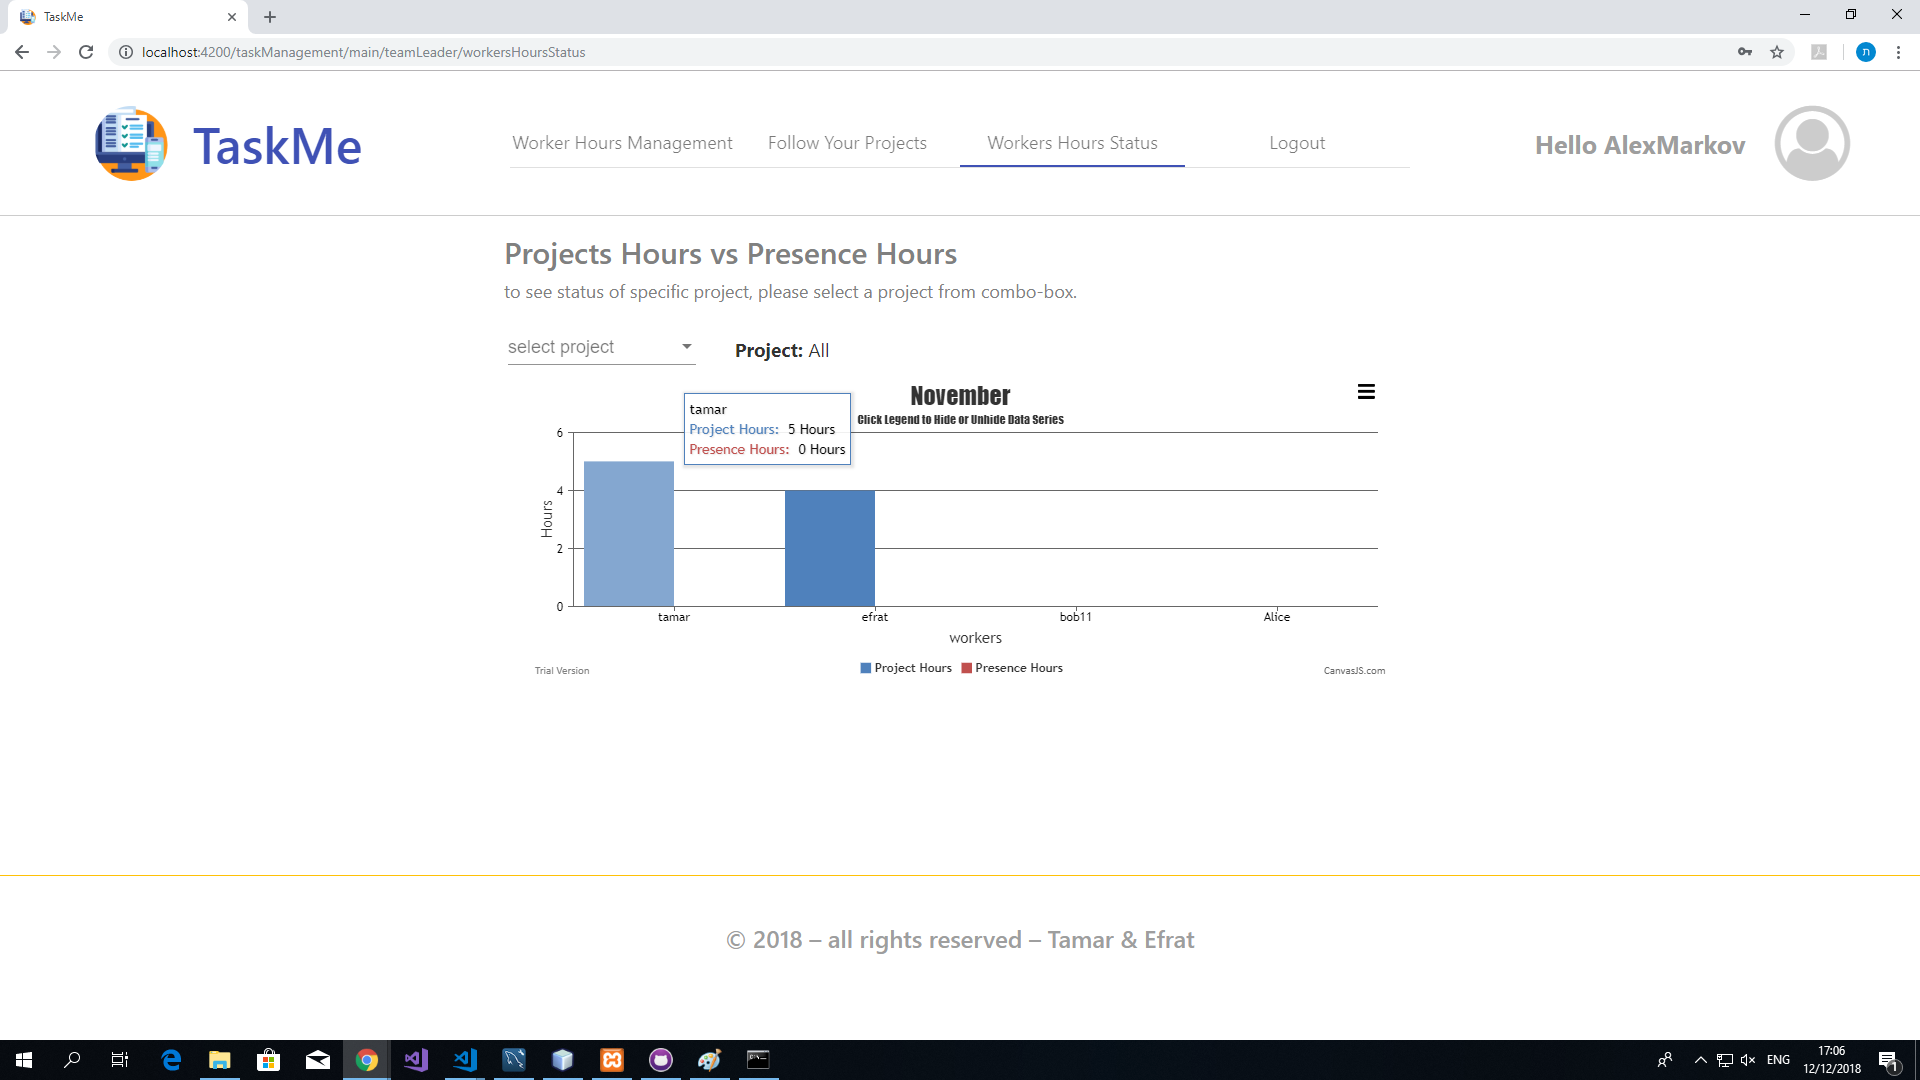 TaskMe
localhost:4200/taskManagement/main/teamLeader/workersHoursStatus
ת
TaskMe
Worker Hours Management
Follow Your Projects
Workers Hours Status
Logout
Hello AlexMarkov
Projects Hours vs Presence Hours
to see status of specific project, please select a project from combo-box.
select project
Project: All
November
Click Legend to Hide or Unhide Data Series
tamar
Project Hours: 5 Hours
Presence Hours: 0 Hours
6
4
2
0
Hours
tamar
efrat
bob11
Alice
workers
Project Hours
Presence Hours
Trial Version
CanvasJS.com
© 2018 – all rights reserved – Tamar & Efrat
ENG
17:06
12/12/2018
1